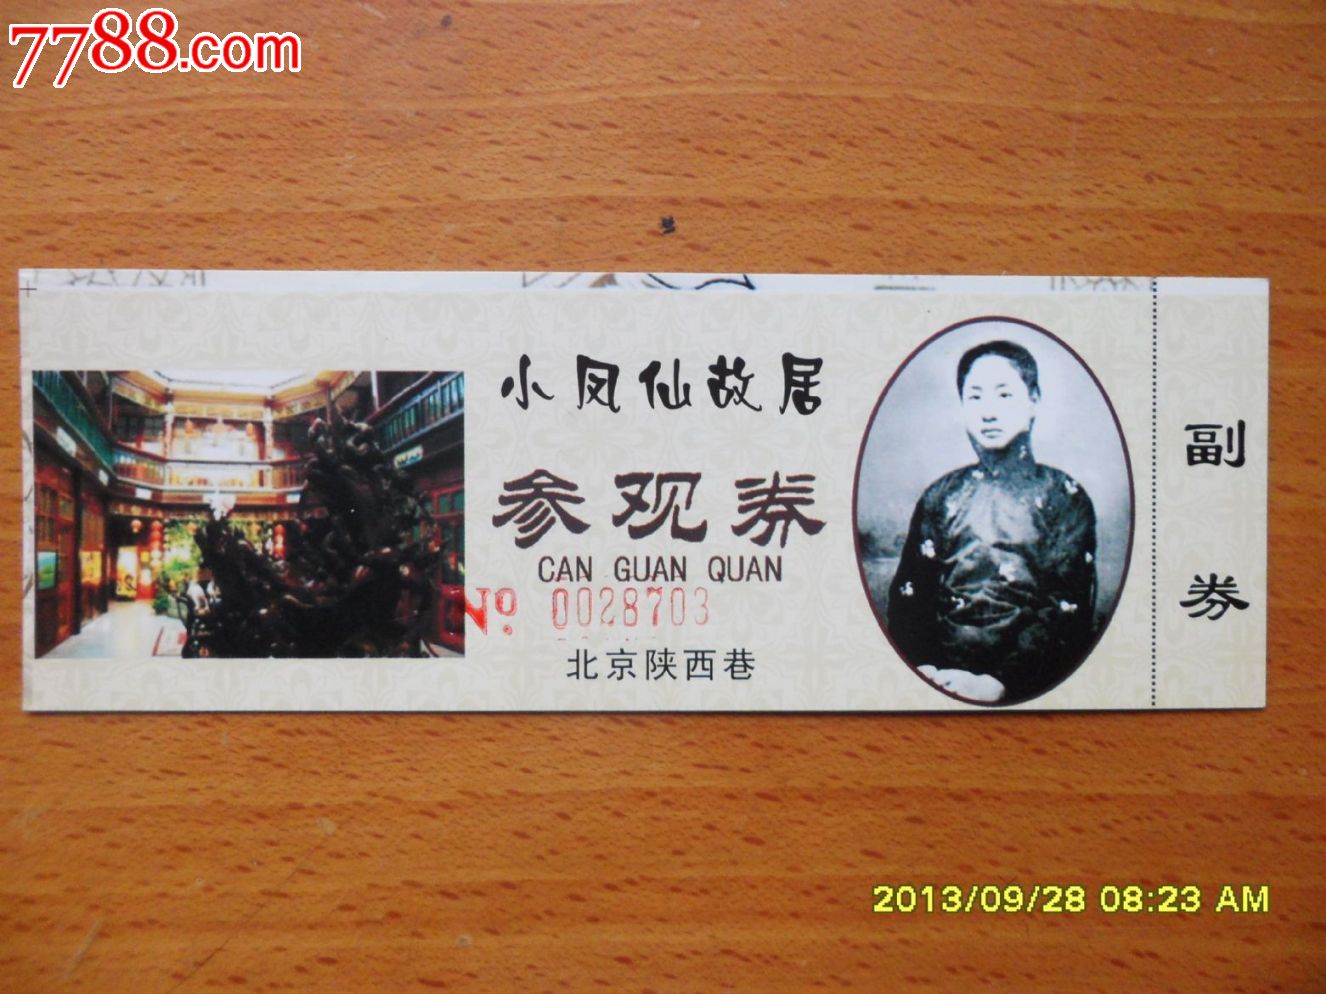 7788.com
小凤仙故居
参观券
CAN GUAN QUAN
No 0028703
北京陕西巷
副券
2013/09/28 08:23 AM